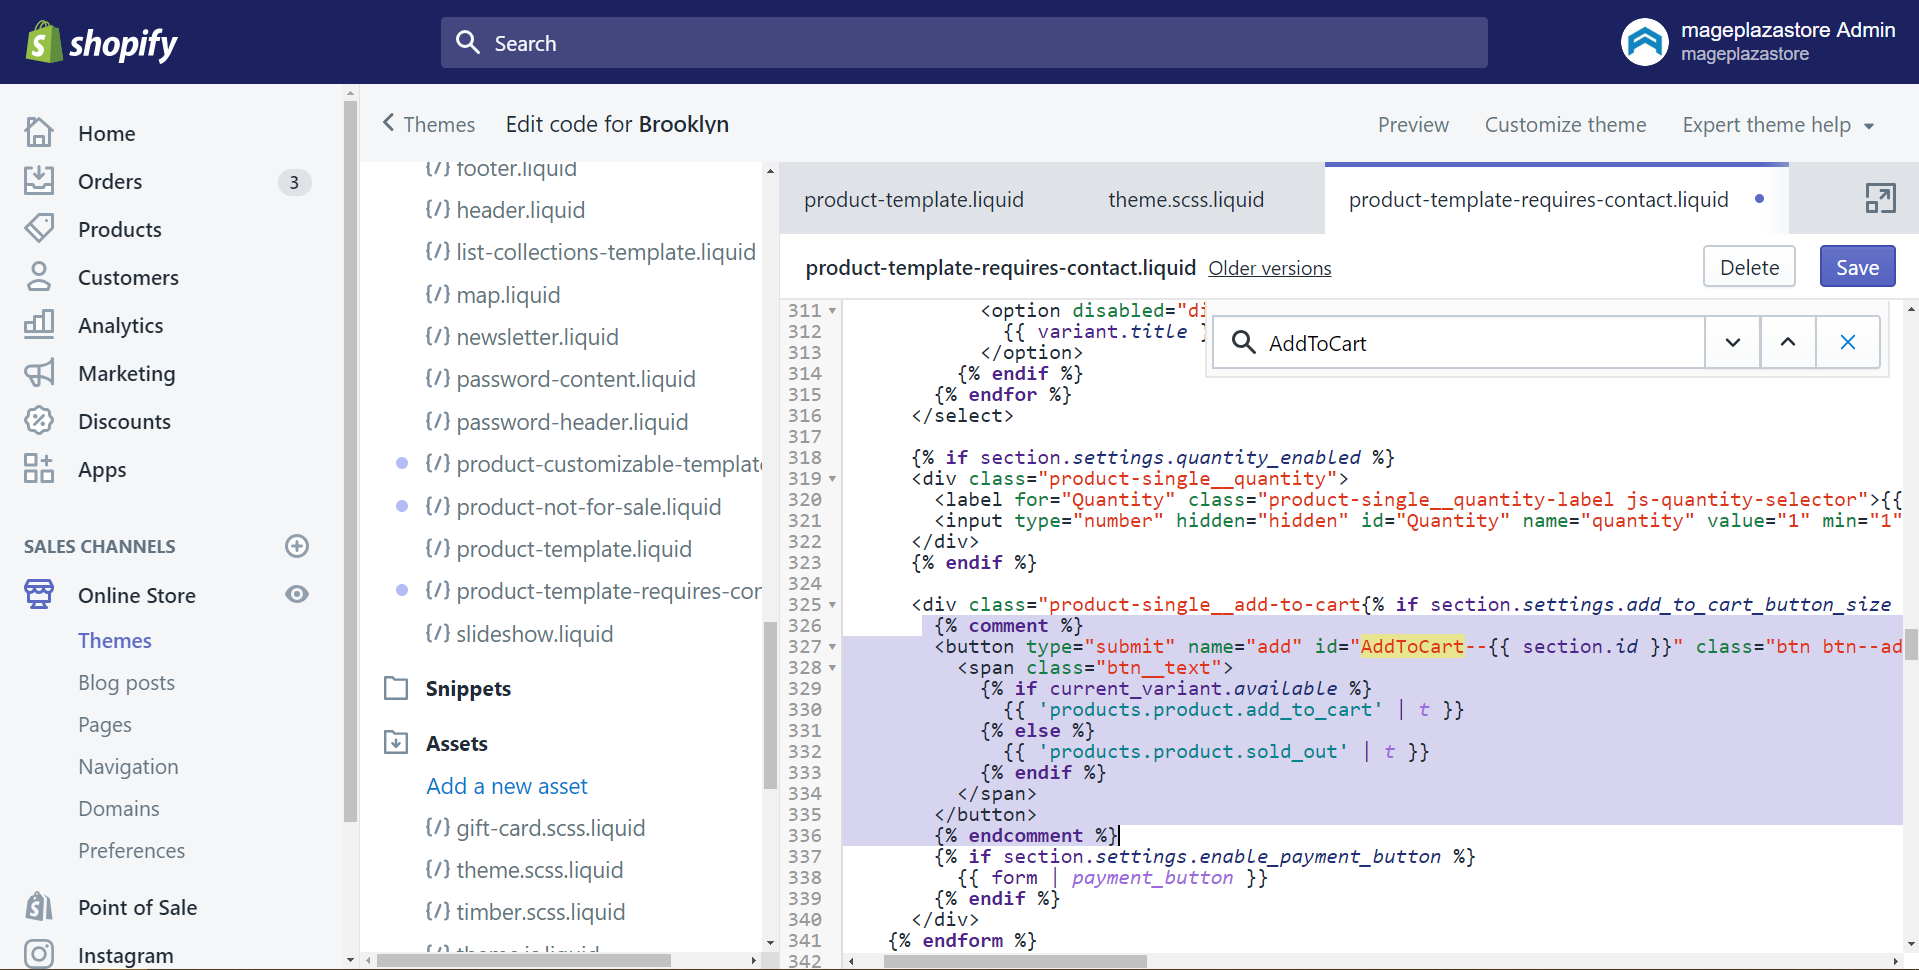 shopify
Search
mageplazastore Admin
mageplazastore
Home
Orders
3
Products
Customers
Analytics
Marketing
Discounts
Apps
SALES CHANNELS
Online Store
Themes
Blog posts
Pages
Navigation
Domains
Preferences
Point of Sale
Instagram
Themes
Edit code for Brooklyn
Preview
Customize theme
Expert theme help
{/} footer.liquid
{/} header.liquid
{/} list-collections-template.liquid
{/} map.liquid
{/} newsletter.liquid
{/} password-content.liquid
{/} password-header.liquid
{/} product-customizable-template
{/} product-not-for-sale.liquid
{/} product-template.liquid
{/} product-template-requires-cor
{/} slideshow.liquid
Snippets
Assets
Add a new asset
{/} gift-card.scss.liquid
{/} theme.scss.liquid
{/} timber.scss.liquid
product-template.liquid
theme.scss.liquid
product-template-requires-contact.liquid
product-template-requires-contact.liquid
Older versions
Delete
Save
AddToCart
311 <option disabled="di
312 {{ variant.title }
313 </option>
314 {% endif %}
315 {% endfor %}
316 </select>
317
318 {% if section.settings.quantity_enabled %}
319 <div class="product-single__quantity">
320 <label for="Quantity" class="product-single__quantity-label js-quantity-selector">{{
321 <input type="number" hidden="hidden" id="Quantity" name="quantity" value="1" min="1"
322 </div>
323 {% endif %}
324
325 <div class="product-single__add-to-cart{% if section.settings.add_to_cart_button_size
326 {% comment %}
327 <button type="submit" name="add" id="AddToCart--{{ section.id }}" class="btn btn--ad
328 <span class="btn__text">
329 {% if current_variant.available %}
330 {{ 'products.product.add_to_cart' | t }}
331 {% else %}
332 {{ 'products.product.sold_out' | t }}
333 {% endif %}
334 </span>
335 </button>
336 {% endcomment %}
337 {% if section.settings.enable_payment_button %}
338 {{ form | payment_button }}
339 {% endif %}
340 </div>
341 {% endform %}
342